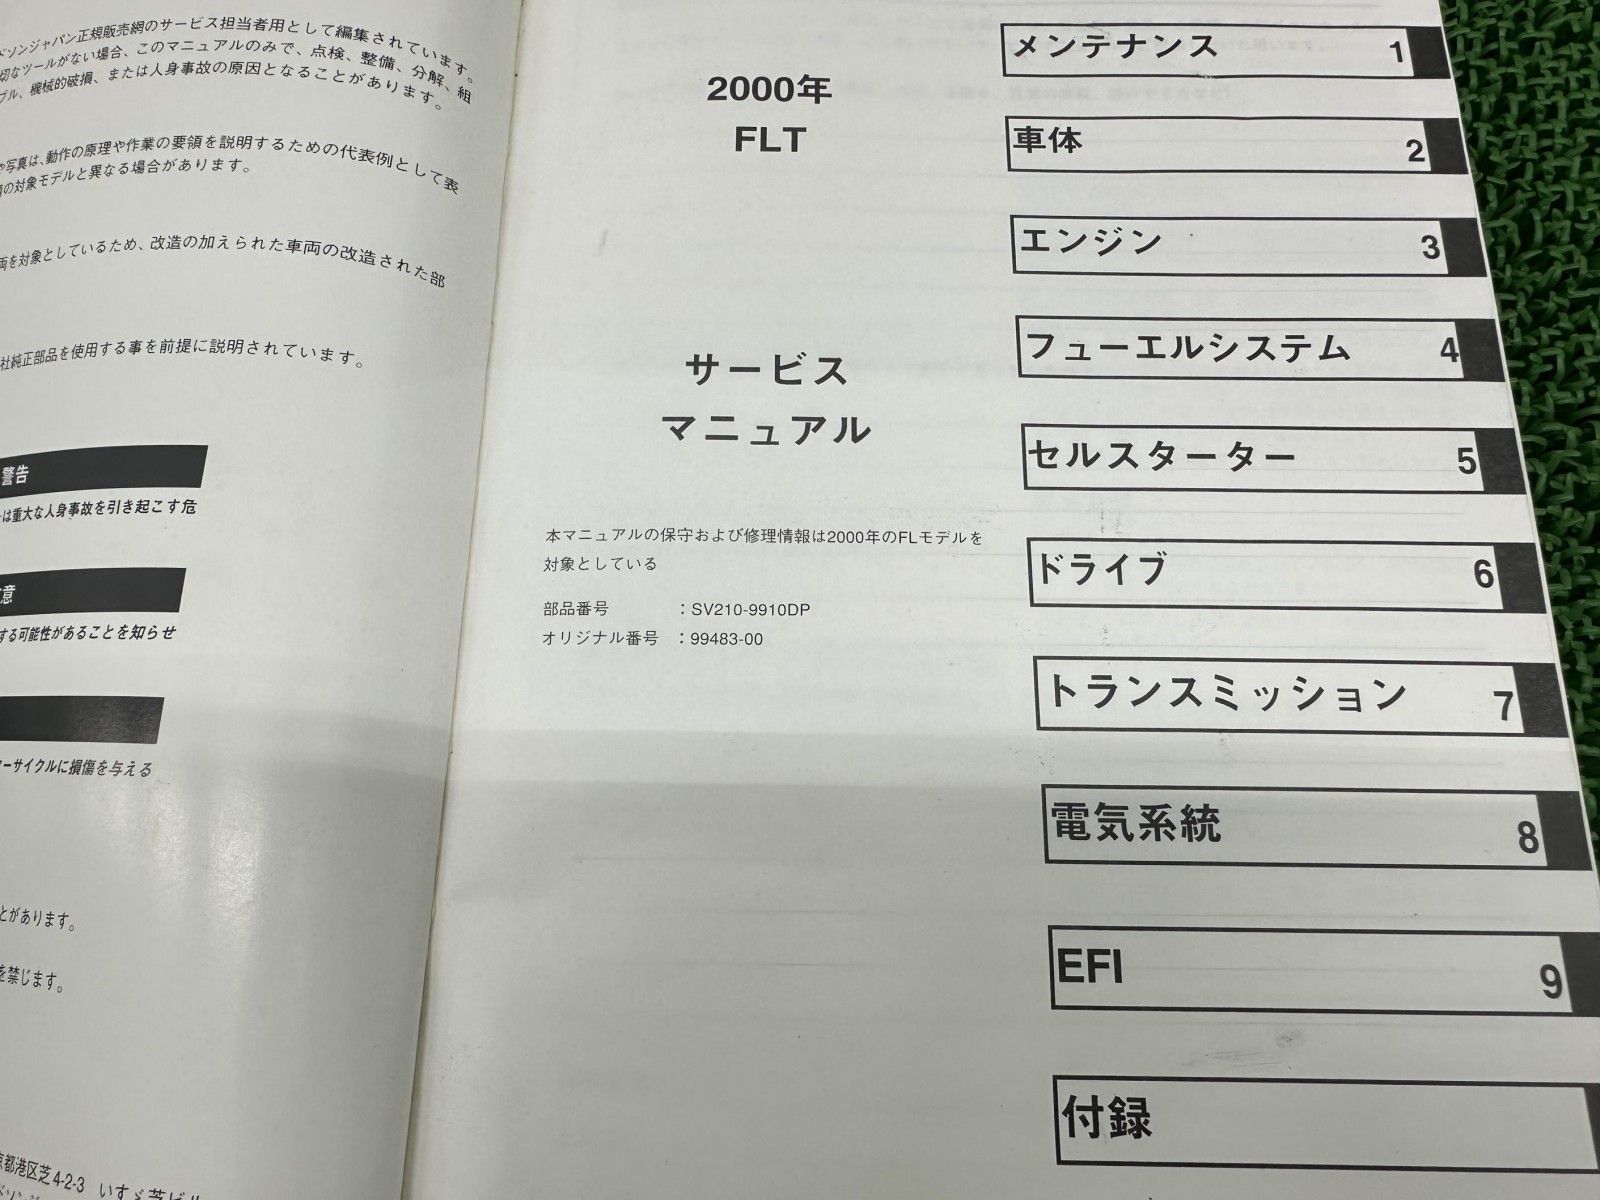 ドソンジャパン正規販売網のサービス担当者用として編集されています。
切なツールがない場合、このマニュアルのみで、点検、整備、分解、組
ブル、機械的破損、または人身事故の原因となることがあります。
や写真は、動作の原理や作業の要領を説明するための代表例として表
の対象モデルと異なる場合があります。
両を対象としているため、改造の加えられた車両の改造された部
社純正部品を使用する事を前提に説明されています。
警告
は重大な人身事故を引き起こす危
意
する可能性があることを知らせ
ーサイクルに損傷を与える
とがあります。
を禁じます。
京都港区芝4-2-3 いすゞ芝ビル
2000年
FLT
サービス
マニュアル
本マニュアルの保守および修理情報は2000年のFLモデルを
対象としている
部品番号 : SV210-9910DP
オリジナル番号 : 99483-00
メンテナンス 1
車体 2
エンジン 3
フューエルシステム 4
セルスターター 5
ドライブ 6
トランスミッション 7
電気系統 8
EFI 9
付録